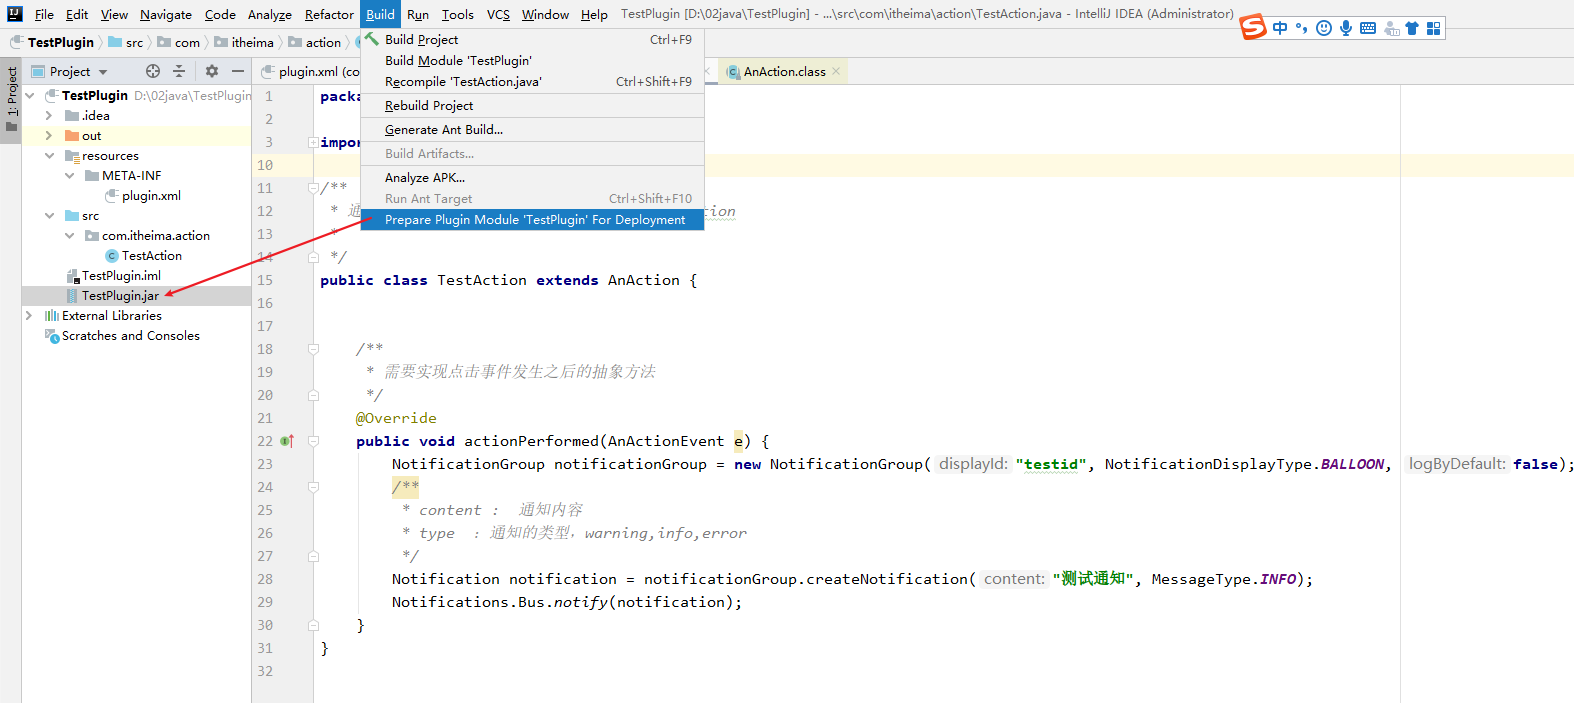 File Edit View Navigate Code Analyze Refactor Build Run Tools VCS Window Help TestPlugin [D:\02java\TestPlugin] - ...\src\com\itheima\action\TestAction.java - IntelliJ IDEA (Administrator)
中
TestPlugin src com itheima action
Build Project Ctrl+F9
Build Module 'TestPlugin'
Recompile 'TestAction.java' Ctrl+Shift+F9
Rebuild Project
Generate Ant Build...
Build Artifacts...
Analyze APK...
Run Ant Target Ctrl+Shift+F10
Prepare Plugin Module 'TestPlugin' For Deployment
1: Project
Project
plugin.xml (co
AnAction.class
TestPlugin D:\02java\TestPlugin
.idea
out
resources
META-INF
plugin.xml
src
com.itheima.action
TestAction
TestPlugin.iml
TestPlugin.jar
External Libraries
Scratches and Consoles
1 packa
2
3 impor
10
11 /**
12 * 通 ction
13 *
14 */
15 public class TestAction extends AnAction {
16
17
18 /**
19 * 需要实现点击事件发生之后的抽象方法
20 */
21 @Override
22 public void actionPerformed(AnActionEvent e) {
23 NotificationGroup notificationGroup = new NotificationGroup( displayId: "testid", NotificationDisplayType.BALLOON, logByDefault: false);
24 /**
25 * content : 通知内容
26 * type : 通知的类型，warning,info,error
27 */
28 Notification notification = notificationGroup.createNotification( content: "测试通知", MessageType.INFO);
29 Notifications.Bus.notify(notification);
30 }
31 }
32